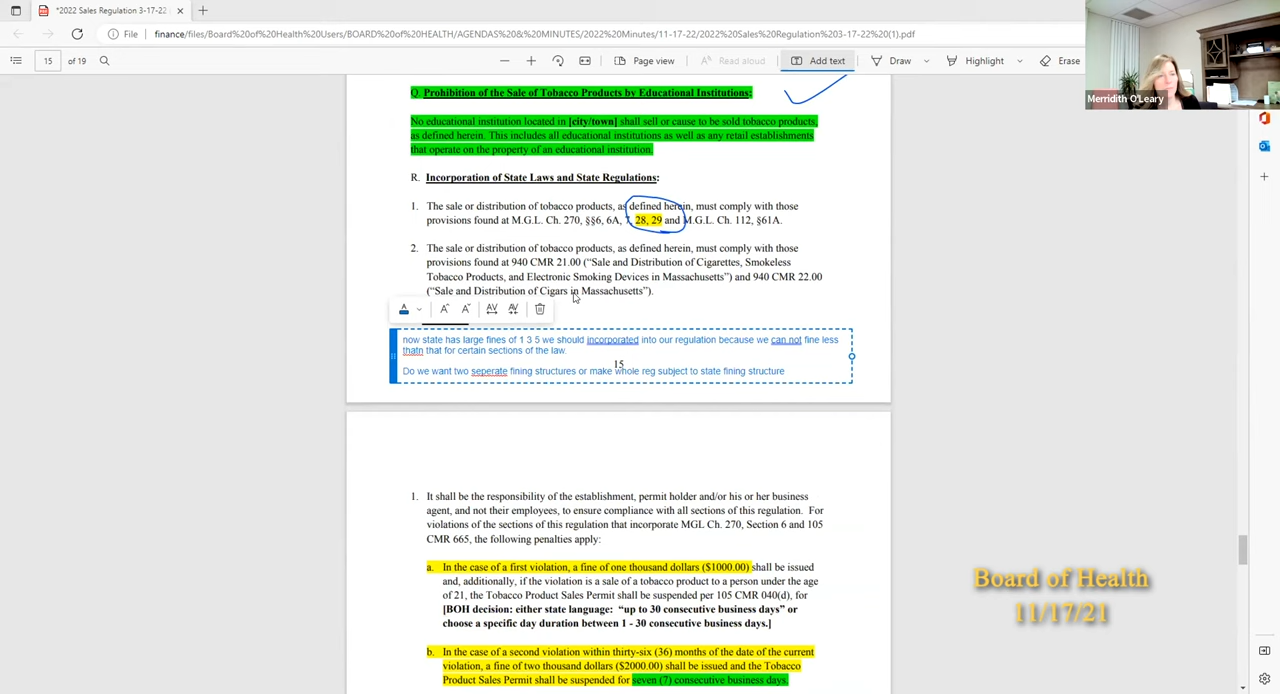 *2022 Sales Regulation 3-17-22
File
finance/files/Board%20of%20Health%20Users/BOARD%20of%20HEALTH/AGENDAS%20&%20MINUTES/2022%20Minutes/11-17-22/2022%20Sales%20Regulation%203-17-22%20(1).pdf
15 of 19
Page view
Read aloud
Add text
Draw
Highlight
Erase
Merridith O'Leary
Q. Prohibition of the Sale of Tobacco Products by Educational Institutions:
No educational institution located in [city/town] shall sell or cause to be sold tobacco products,
as defined herein. This includes all educational institutions as well as any retail establishments
that operate on the property of an educational institution.
R. Incorporation of State Laws and State Regulations:
1. The sale or distribution of tobacco products, as defined herein, must comply with those
provisions found at M.G.L. Ch. 270, §§6, 6A, 7, 28, 29 and M.G.L. Ch. 112, §61A.
2. The sale or distribution of tobacco products, as defined herein, must comply with those
provisions found at 940 CMR 21.00 (“Sale and Distribution of Cigarettes, Smokeless
Tobacco Products, and Electronic Smoking Devices in Massachusetts”) and 940 CMR 22.00
(“Sale and Distribution of Cigars in Massachusetts”).
now state has large fines of 1 3 5 we should incorporated into our regulation because we can not fine less
thatn that for certain sections of the law.
15
Do we want two seperate fining structures or make whole reg subject to state fining structure
1. It shall be the responsibility of the establishment, permit holder and/or his or her business
agent, and not their employees, to ensure compliance with all sections of this regulation. For
violations of the sections of this regulation that incorporate MGL Ch. 270, Section 6 and 105
CMR 665, the following penalties apply:
a. In the case of a first violation, a fine of one thousand dollars ($1000.00) shall be issued
and, additionally, if the violation is a sale of a tobacco product to a person under the age
of 21, the Tobacco Product Sales Permit shall be suspended per 105 CMR 040(d), for
[BOH decision: either state language: “up to 30 consecutive business days” or
choose a specific day duration between 1 - 30 consecutive business days.]
b. In the case of a second violation within thirty-six (36) months of the date of the current
violation, a fine of two thousand dollars ($2000.00) shall be issued and the Tobacco
Product Sales Permit shall be suspended for seven (7) consecutive business days.
Board of Health
11/17/21